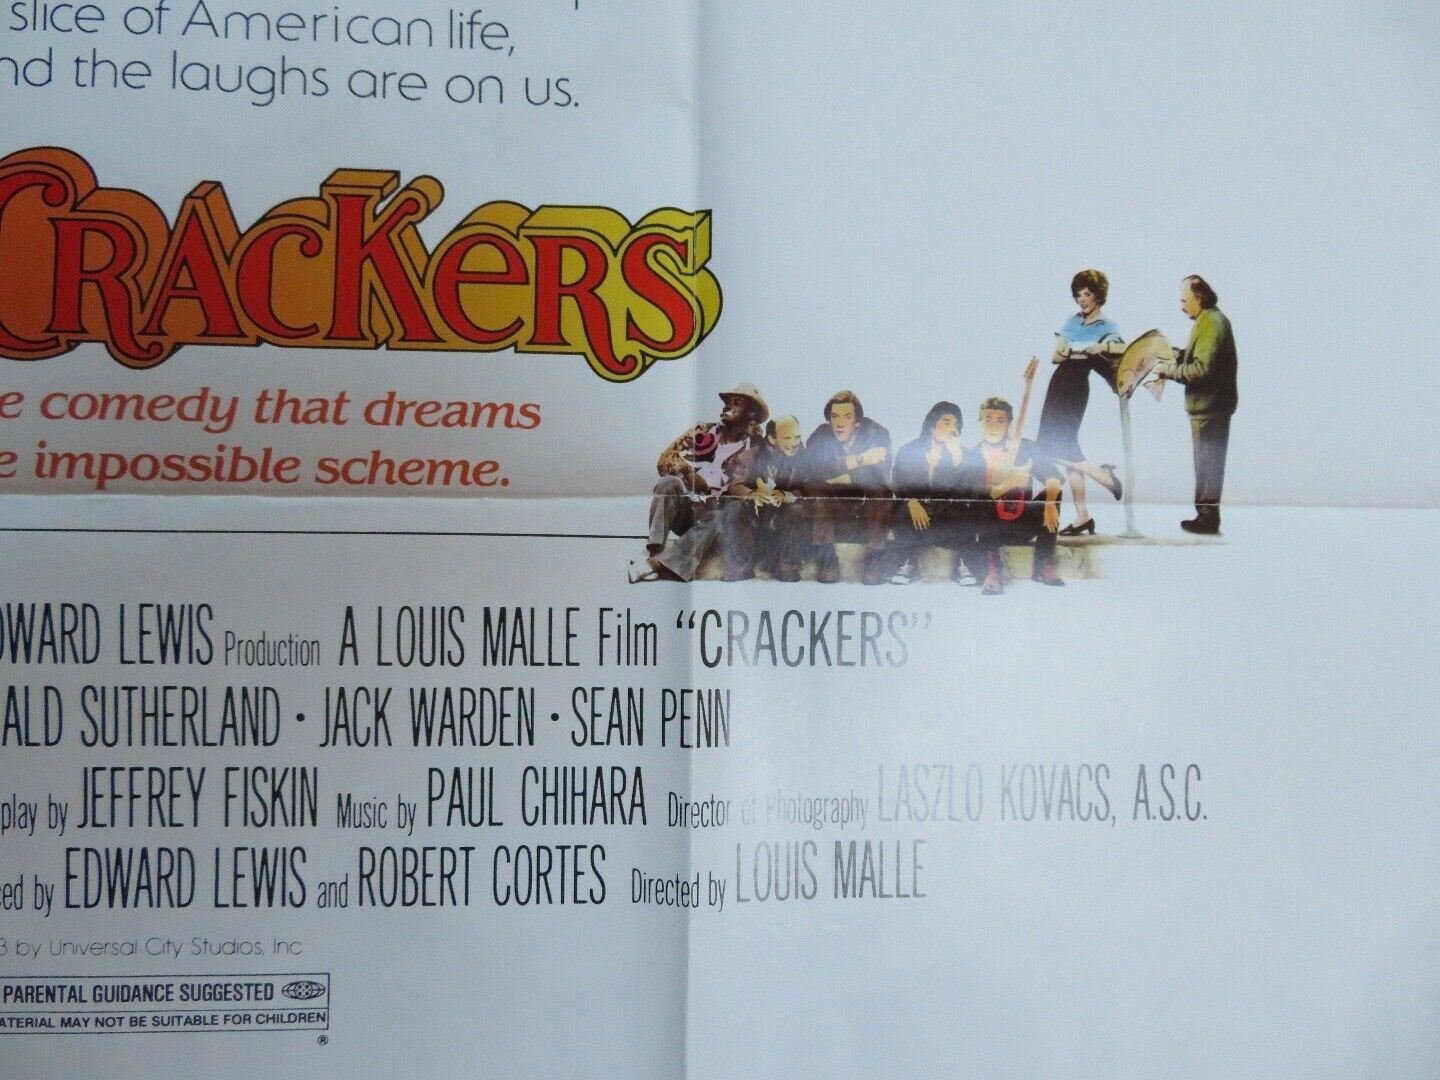 slice of American life,
nd the laughs are on us.
CRACKERS
e comedy that dreams
e impossible scheme.
DWARD LEWIS Production A LOUIS MALLE Film "CRACKERS"
ALD SUTHERLAND · JACK WARDEN · SEAN PENN
play by JEFFREY FISKIN Music by PAUL CHIHARA Director of Photography LASZLO KOVACS, A.S.C.
ced by EDWARD LEWIS and ROBERT CORTES Directed by LOUIS MALLE
3 by Universal City Studios, Inc
PARENTAL GUIDANCE SUGGESTED
ATERIAL MAY NOT BE SUITABLE FOR CHILDREN
®